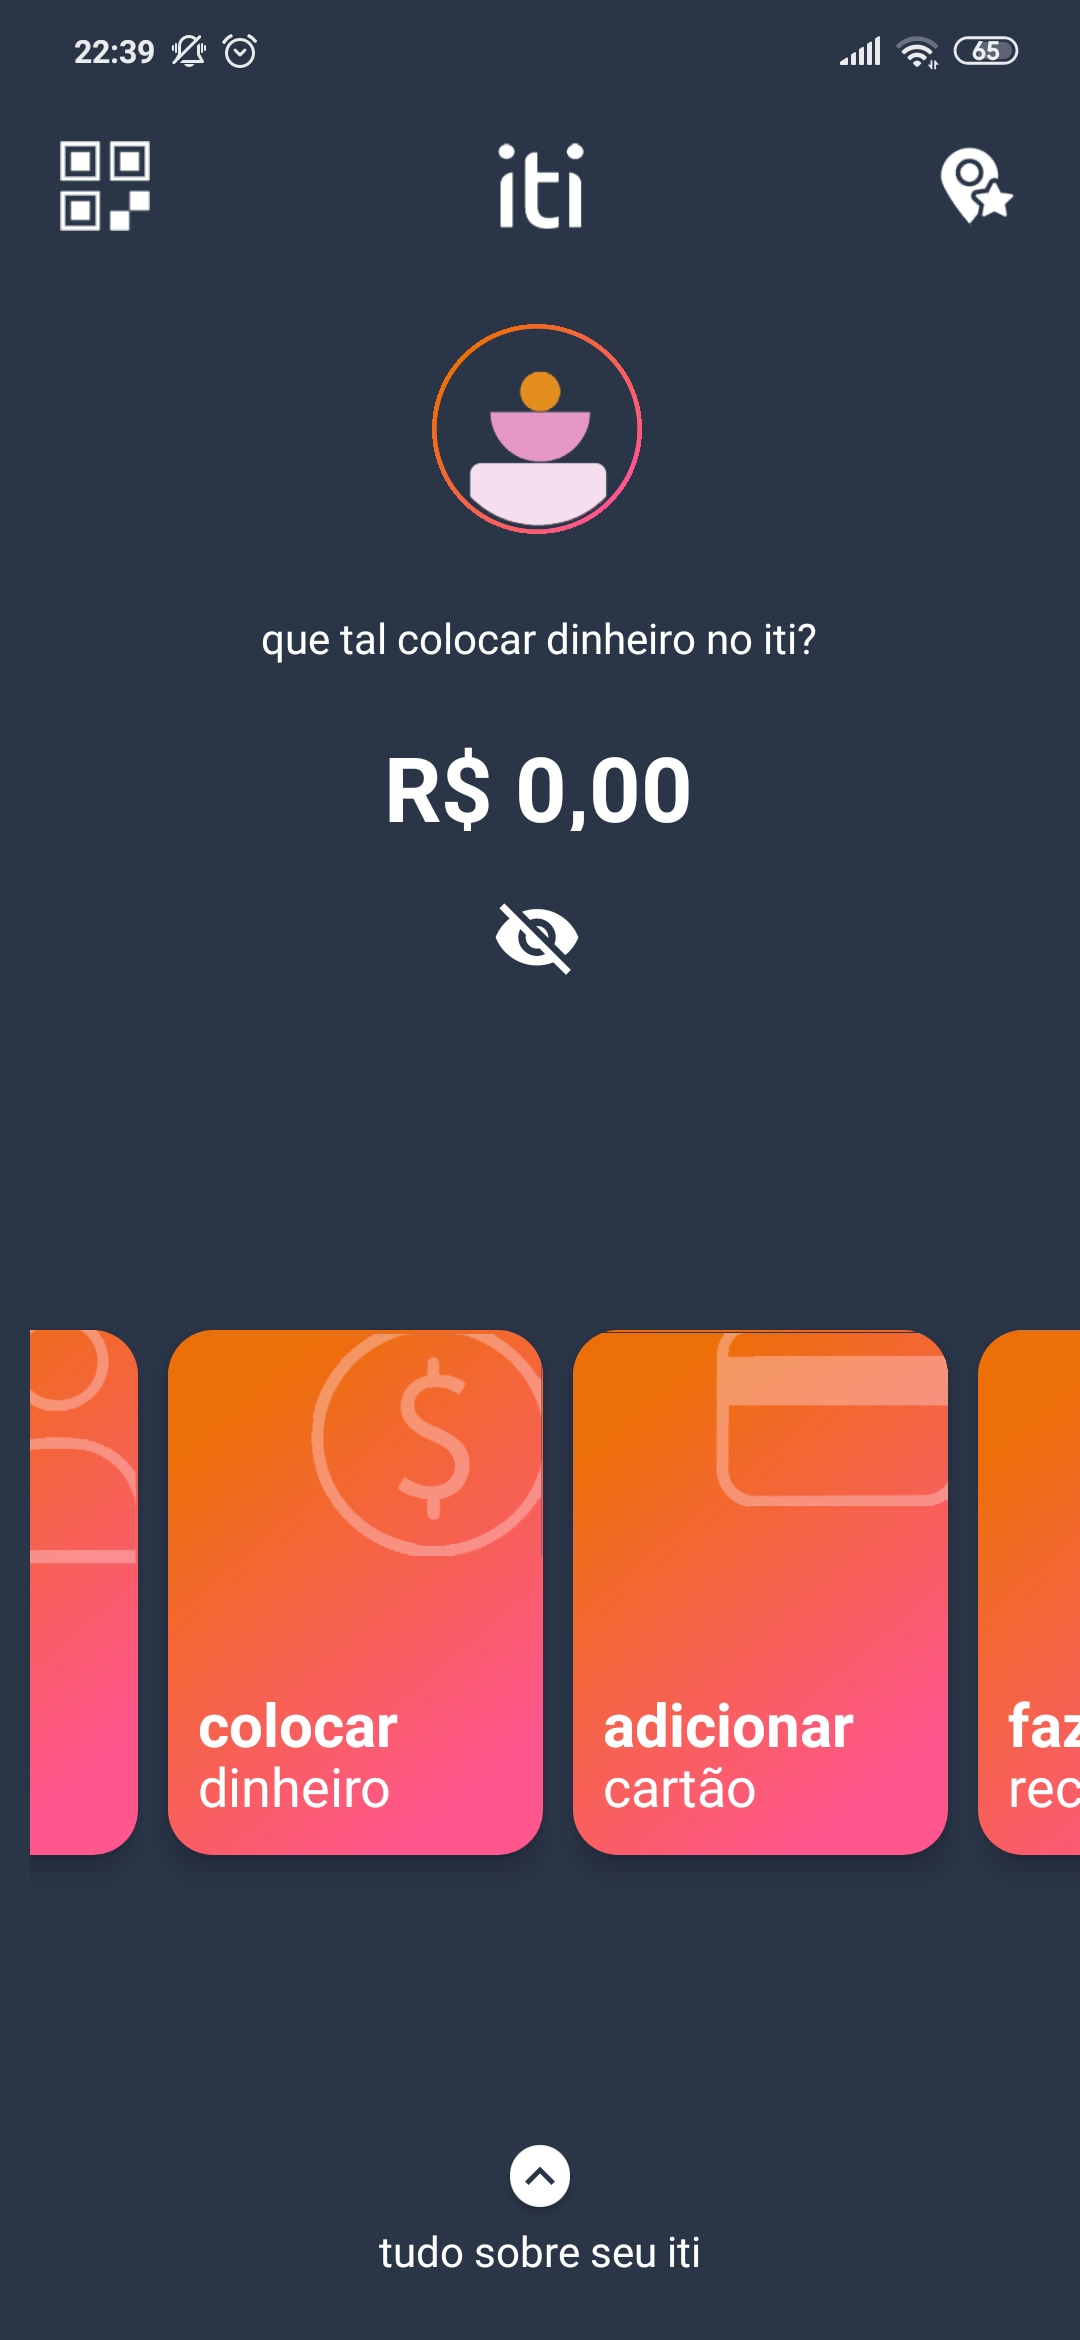 22:39
65
iti
que tal colocar dinheiro no iti?
R$ 0,00
$
colocar
dinheiro
adicionar
cartão
faz
rec
tudo sobre seu iti